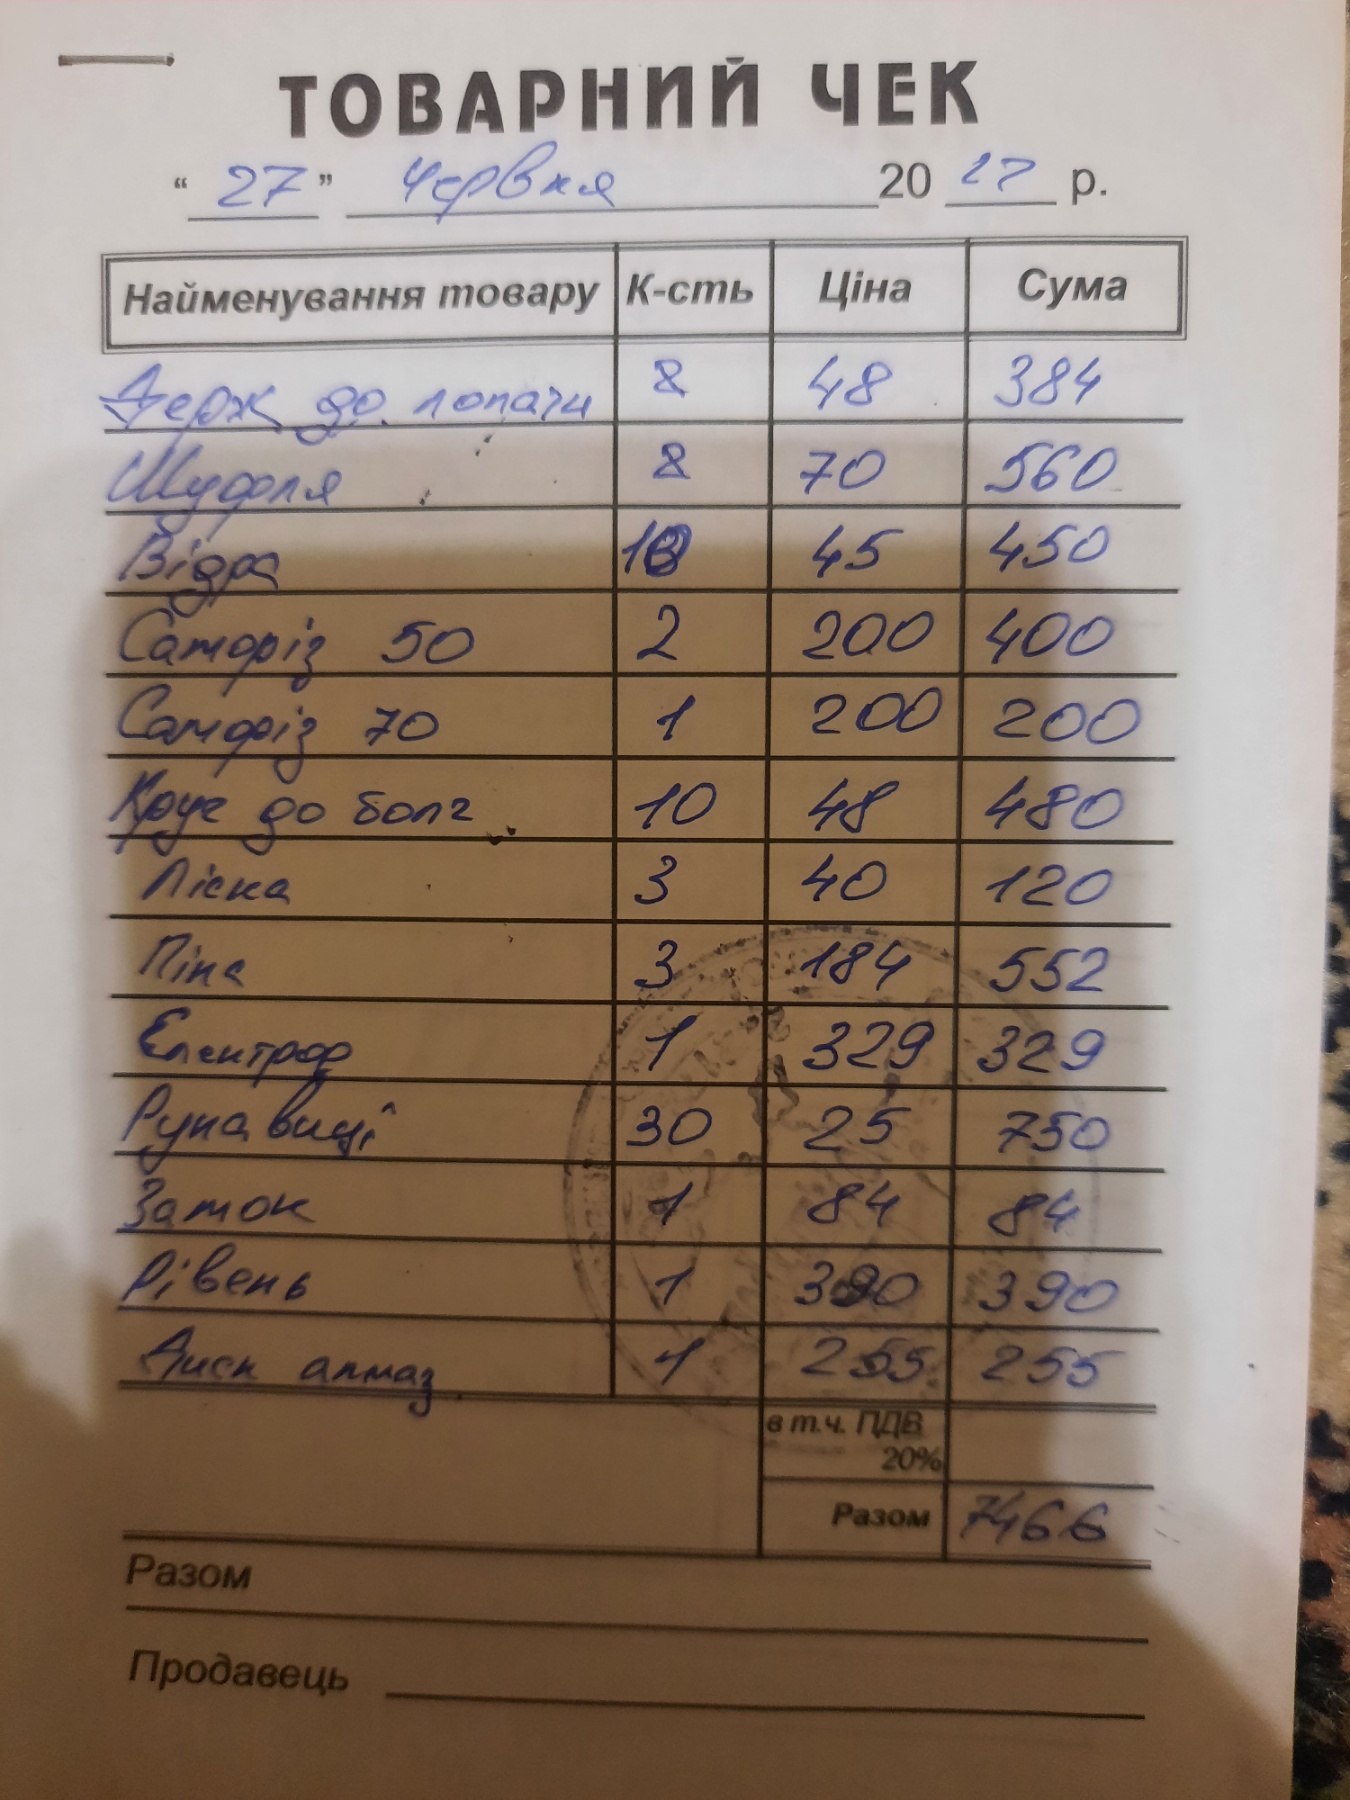 ТОВАРНИЙ ЧЕК
“ 27 ” червня 20 27 р.
Найменування товару К-сть Ціна Сума
Держ до лопати 8 48 384
Шуфля 8 70 560
Відра 10 45 450
Саморіз 50 2 200 400
Саморіз 70 1 200 200
Круг до болг 10 48 480
Ліска 3 40 120
Піна 3 184 552
Електрод 1 329 329
Рукавиці 30 25 750
Замок 1 84 84
Рівень 1 390 390
Диск алмаз 1 255 255
в т.ч. ПДВ
20%
Разом 7466
Разом
Продавець